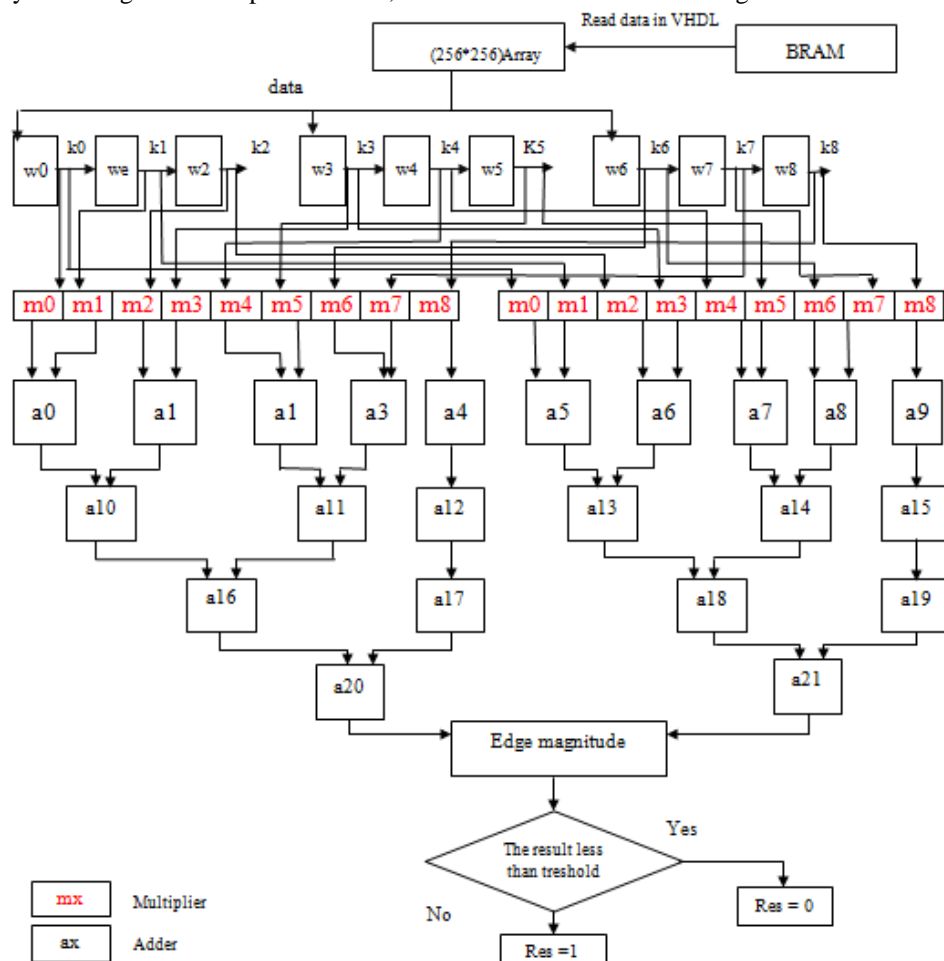 Read data in VHDL
(256*256)Array
BRAM
data
k0 k1 k2 k3 k4 K5 k6 k7 k8
w0 we w2 w3 w4 w5 w6 w7 w8
m0 m1 m2 m3 m4 m5 m6 m7 m8 m0 m1 m2 m3 m4 m5 m6 m7 m8
a0 a1 a1 a3 a4 a5 a6 a7 a8 a9
a10 a11 a12 a13 a14 a15
a16 a17 a18 a19
a20 a21
Edge magnitude
Yes
The result less
than treshold
No
Res = 0
Res =1
mx Multiplier
ax Adder